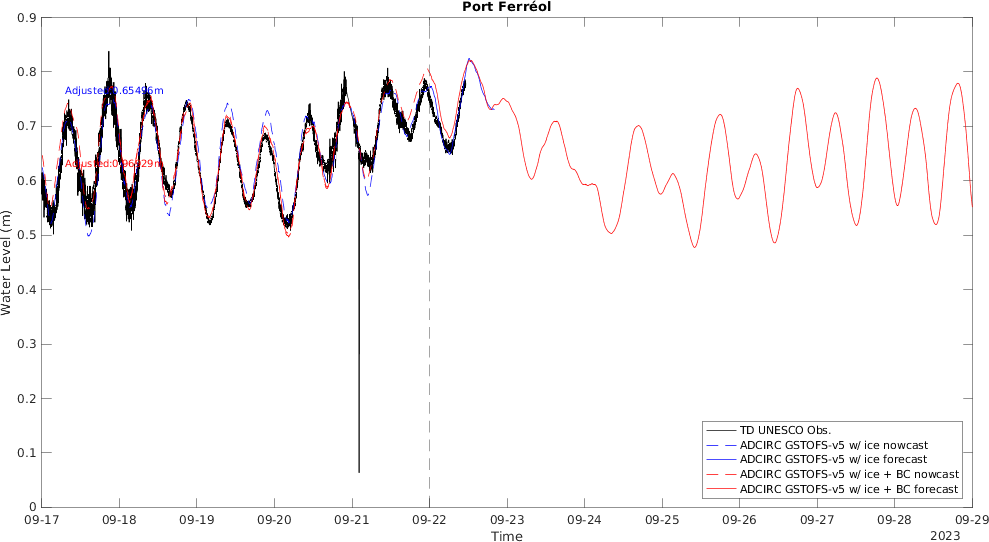 Port Ferréol
0.9
0.8
0.7
0.6
0.5
0.4
0.3
0.2
0.1
0
Water Level (m)
Adjusted:0.65496m
Adjusted:0.96929m
TD UNESCO Obs.
ADCIRC GSTOFS-v5 w/ ice nowcast
ADCIRC GSTOFS-v5 w/ ice forecast
ADCIRC GSTOFS-v5 w/ ice + BC nowcast
ADCIRC GSTOFS-v5 w/ ice + BC forecast
09-17 09-18 09-19 09-20 09-21 09-22 09-23 09-24 09-25 09-26 09-27 09-28 09-29
Time
2023